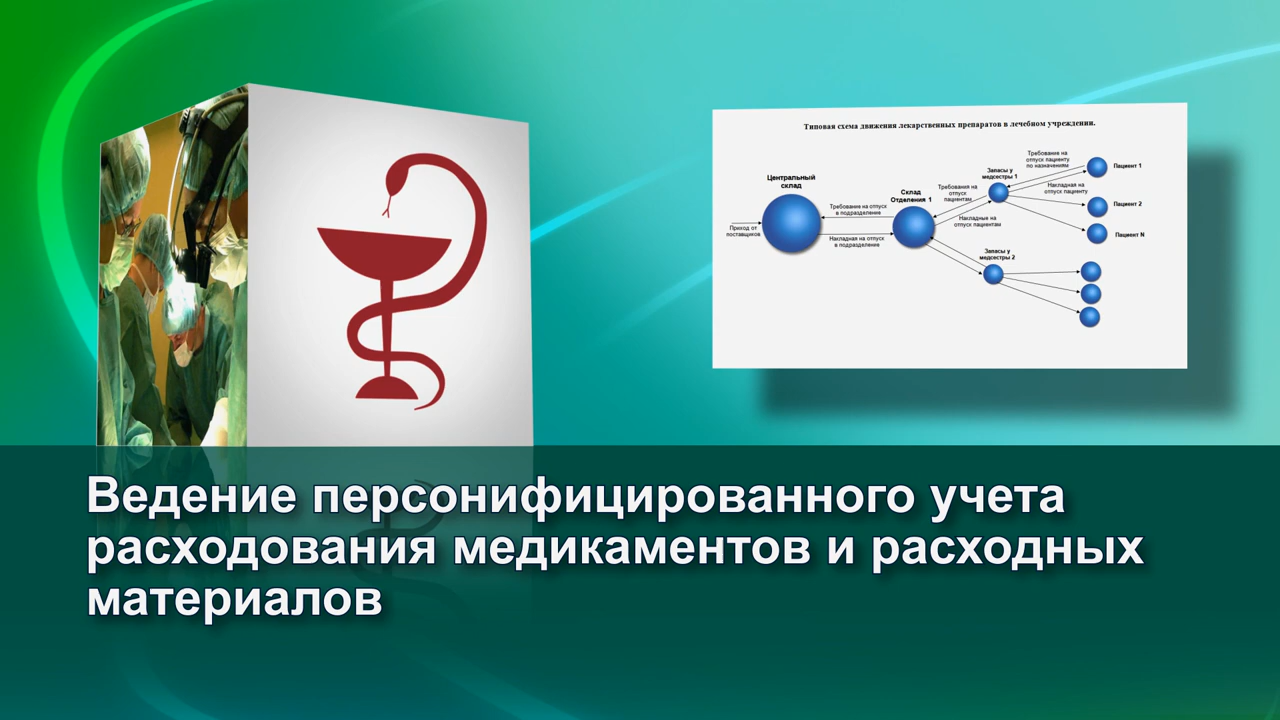 Типовая схема движения лекарственных препаратов в лечебном учреждении.
Центральный
склад
Приход от
поставщиков
Требование на отпуск
в подразделение
Накладная на отпуск
в подразделение
Склад
Отделения 1
Требования на
отпуск
пациентам
Накладные на
отпуск пациентам
Запасы у
медсестры 1
Требование на
отпуск пациенту
по назначениям
Накладная на
отпуск пациенту
Пациент 1
Пациент 2
Пациент N
Запасы у
медсестры 2
Ведение персонифицированного учета
расходования медикаментов и расходных
материалов